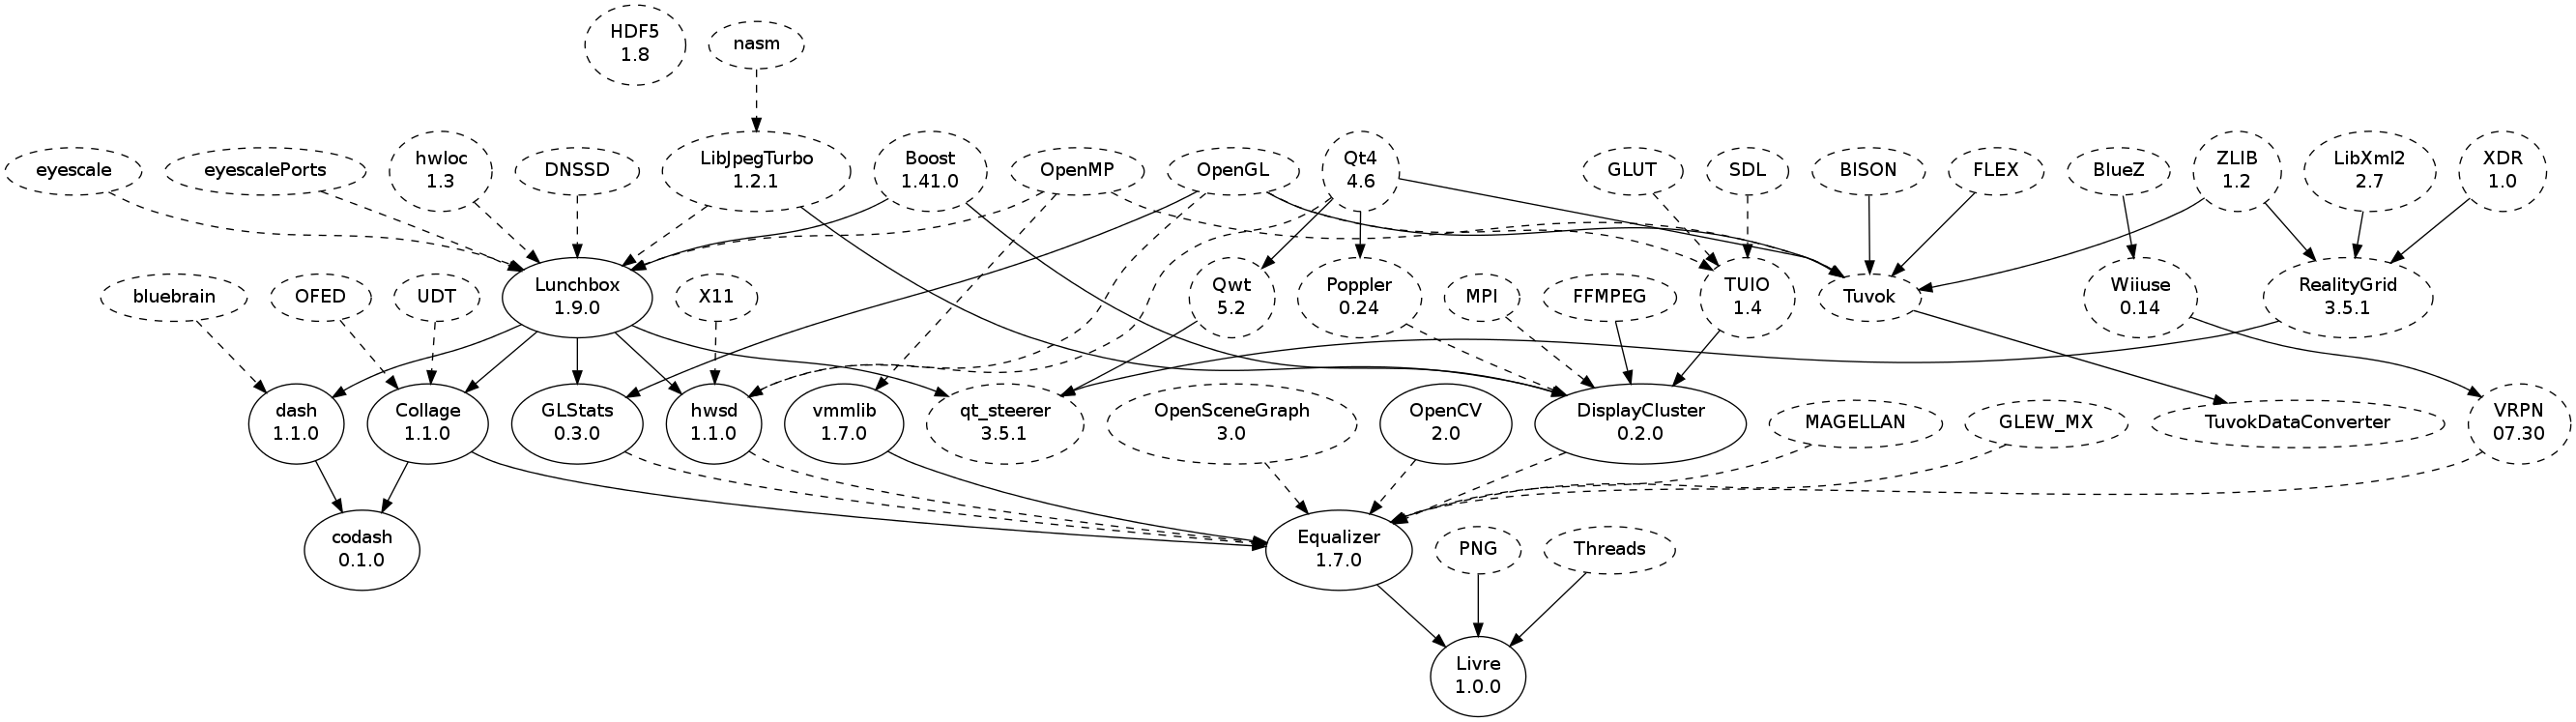 HDF5
1.8
nasm
eyescale
eyescalePorts
hwloc
1.3
DNSSD
LibJpegTurbo
1.2.1
Boost
1.41.0
OpenMP
OpenGL
Qt4
4.6
GLUT
SDL
BISON
FLEX
BlueZ
ZLIB
1.2
LibXml2
2.7
XDR
1.0
bluebrain
OFED
UDT
Lunchbox
1.9.0
X11
Qwt
5.2
Poppler
0.24
MPI
FFMPEG
TUIO
1.4
Tuvok
Wiiuse
0.14
RealityGrid
3.5.1
dash
1.1.0
Collage
1.1.0
GLStats
0.3.0
hwsd
1.1.0
vmmlib
1.7.0
qt_steerer
3.5.1
OpenSceneGraph
3.0
OpenCV
2.0
DisplayCluster
0.2.0
MAGELLAN
GLEW_MX
TuvokDataConverter
VRPN
07.30
codash
0.1.0
Equalizer
1.7.0
PNG
Threads
Livre
1.0.0